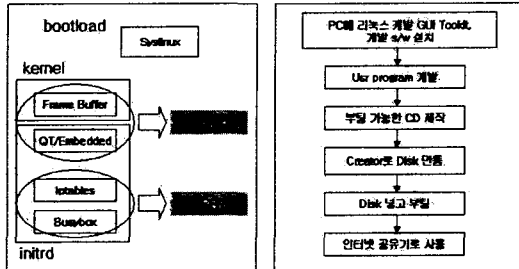 bootload
Syslinux
kernel
Frame Buffer
QT/Embedded
Iptables
Busybox
initrd
PC에 리눅스 개발 GUI Toolkit,
개발 s/w 설치
Usr program 개발
부팅 가능한 CD 제작
Creator로 Disk 만듬
Disk 넣고 부팅
인터넷 공유기로 사용